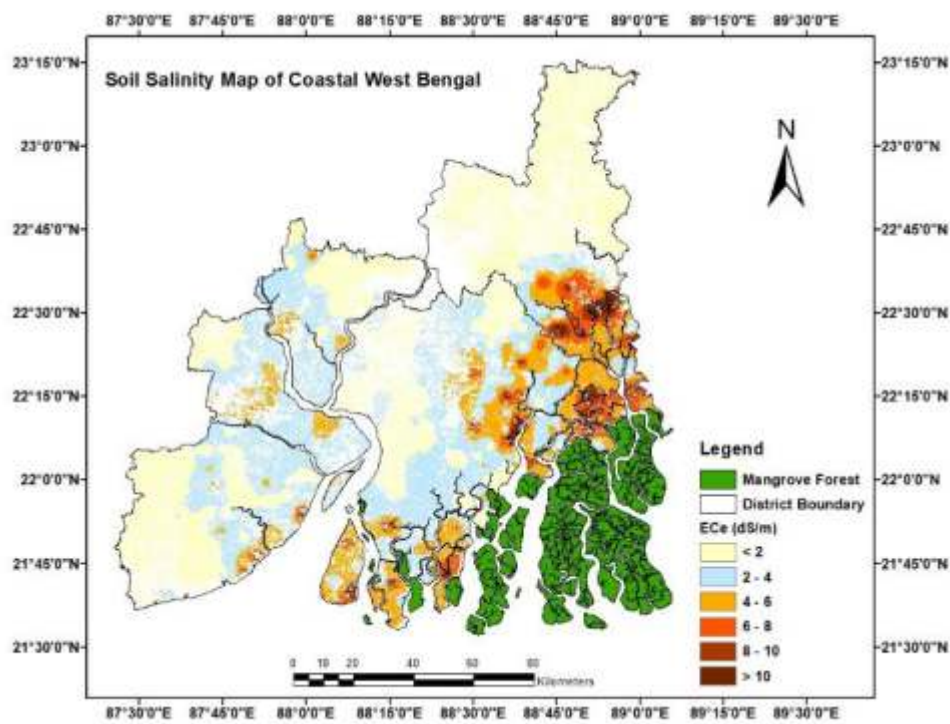 87°30'0"E 87°45'0"E 88°0'0"E 88°15'0"E 88°30'0"E 88°45'0"E 89°0'0"E 89°15'0"E 89°30'0"E
Soil Salinity Map of Coastal West Bengal
N
23°15'0"N 23°15'0"N
23°0'0"N 23°0'0"N
22°45'0"N 22°45'0"N
22°30'0"N 22°30'0"N
22°15'0"N 22°15'0"N
22°0'0"N 22°0'0"N
21°45'0"N 21°45'0"N
21°30'0"N 21°30'0"N
Legend
Mangrove Forest
District Boundary
ECe (dS/m)
< 2
2 - 4
4 - 6
6 - 8
8 - 10
> 10
0 10 20 40 60 80
Kilometers
87°30'0"E 87°45'0"E 88°0'0"E 88°15'0"E 88°30'0"E 88°45'0"E 89°0'0"E 89°15'0"E 89°30'0"E